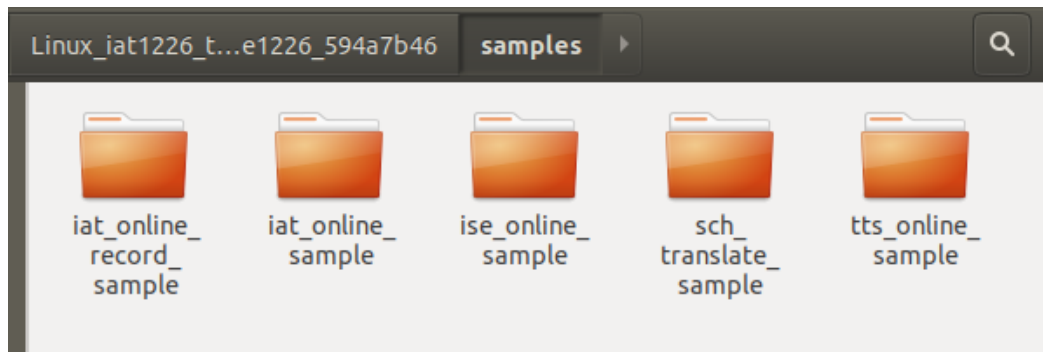 Linux_iat1226_t...e1226_594a7b46 samples
iat_online_ iat_online_ ise_online_ sch_ tts_online_
record_ sample sample translate_ sample
sample sample